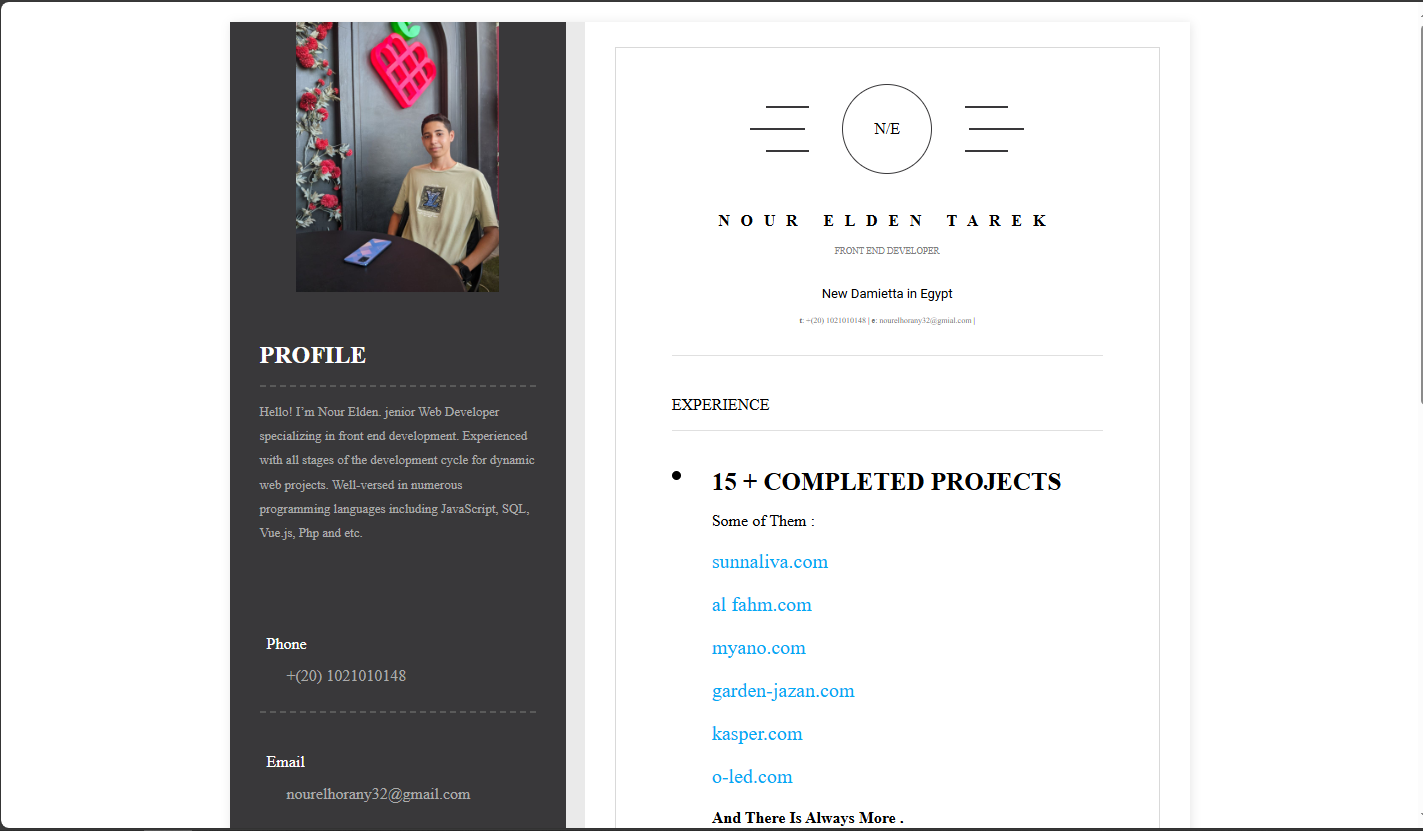 PROFILE
Hello! I’m Nour Elden. jenior Web Developer
specializing in front end development. Experienced
with all stages of the development cycle for dynamic
web projects. Well-versed in numerous
programming languages including JavaScript, SQL,
Vue.js, Php and etc.
Phone
+(20) 1021010148
Email
nourelhorany32@gmail.com
N/E
NOUR ELDEN TAREK
FRONT END DEVELOPER
New Damietta in Egypt
t: +(20) 1021010148 | e: nourelhorany32@gmial.com |
EXPERIENCE
15 + COMPLETED PROJECTS
Some of Them :
sunnaliva.com
al fahm.com
myano.com
garden-jazan.com
kasper.com
o-led.com
And There Is Always More .